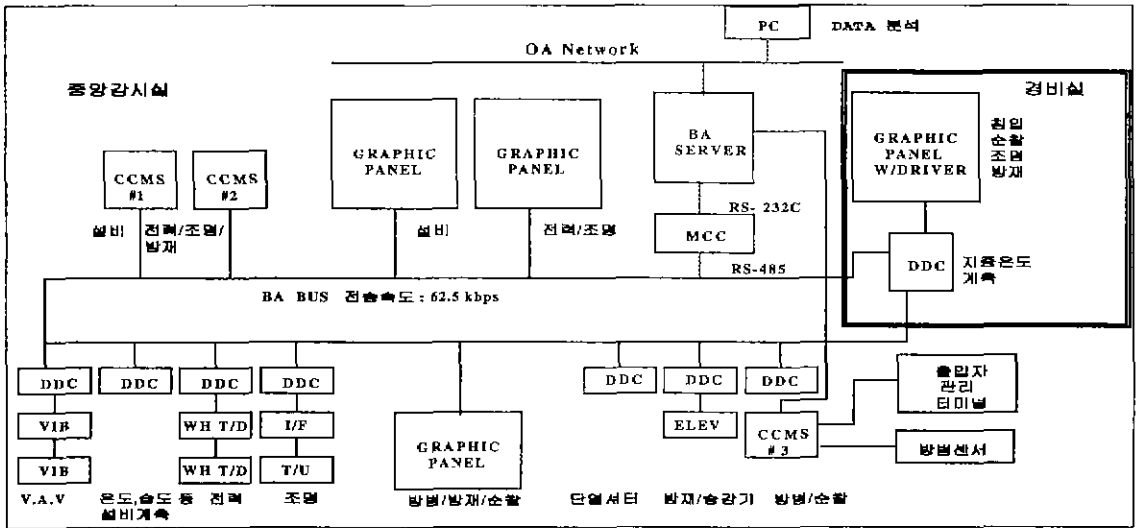 PC
DATA 분석
OA Network
중앙감시실
경비실
CCMS
#1
CCMS
#2
GRAPHIC
PANEL
GRAPHIC
PANEL
BA
SERVER
GRAPHIC
PANEL
W/DRIVER
침입
순찰
조명
방재
설비
전력/조명/
방재
설비
전력/조명
RS- 232C
MCC
RS-485
DDC
지중온도
계측
BA BUS 전송속도 : 62.5 kbps
DDC
DDC
DDC
DDC
DDC
DDC
DDC
VIB
WH T/D
I/F
ELEV
VIB
WH T/D
T/U
GRAPHIC
PANEL
CCMS
# 3
출입자
관리
터미널
방범센서
V.A.V
온도,습도 등
설비계측
전력
조명
방범/방재/순찰
단열셔터
방재/승강기
방범/순찰